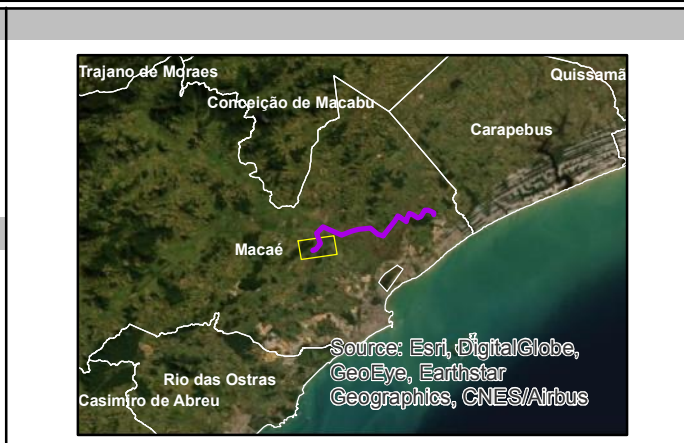 Trajano de Moraes
Quissamã
Conceição de Macabu
Carapebus
Macaé
Rio das Ostras
Casimiro de Abreu
Source: Esri, DigitalGlobe,
GeoEye, Earthstar
Geographics, CNES/Airbus